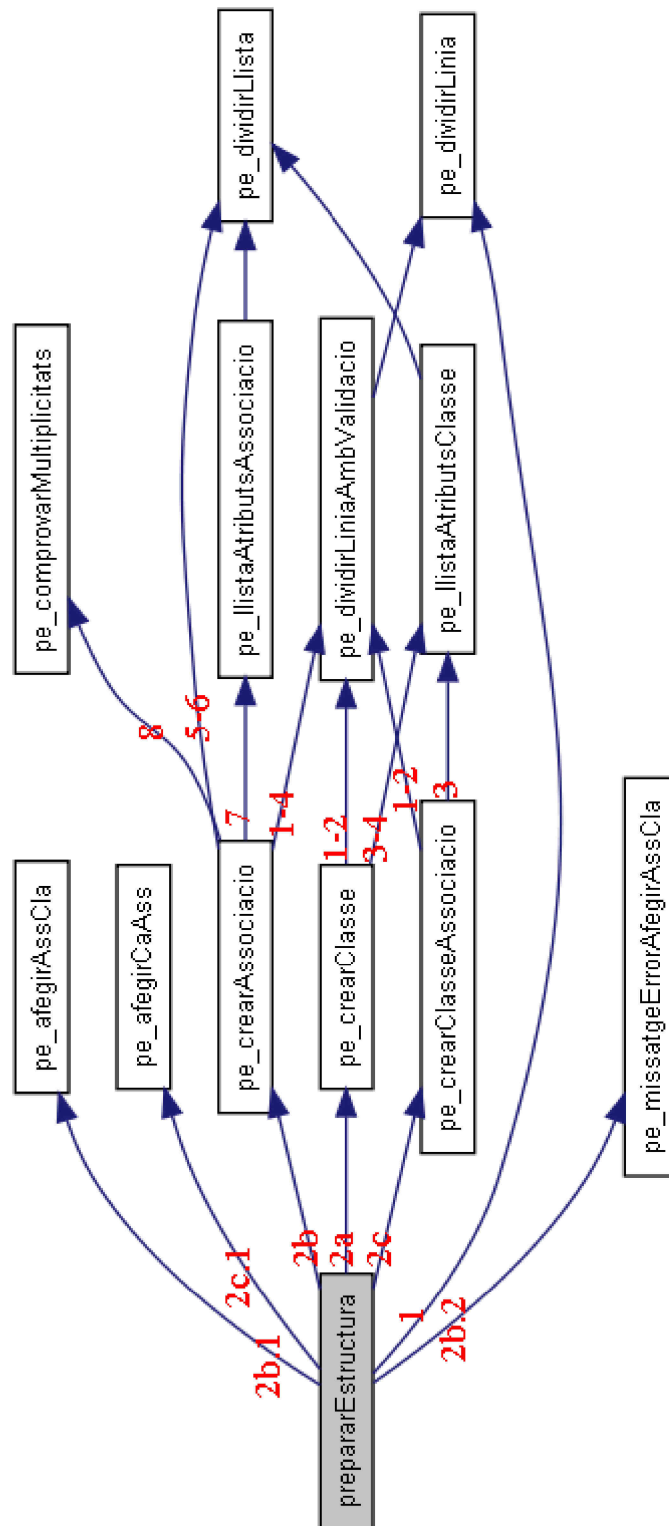 prepararEstructura
2b.1
2c.1
2b
2a
2c
1
2b.2
pe_afegirAssCla
pe_afegirCaAss
pe_crearAssociacio
pe_crearClasse
pe_crearClasseAssociacio
pe_missatgeErrorAfegirAssCla
8
5-6
7
1-4
1-2
3-4
1-2
3
pe_comprovarMultiplicitats
pe_llistaAtributsAssociacio
pe_dividirLiniaAmbValidacio
pe_llistaAtributsClasse
pe_dividirLlista
pe_dividirLinia